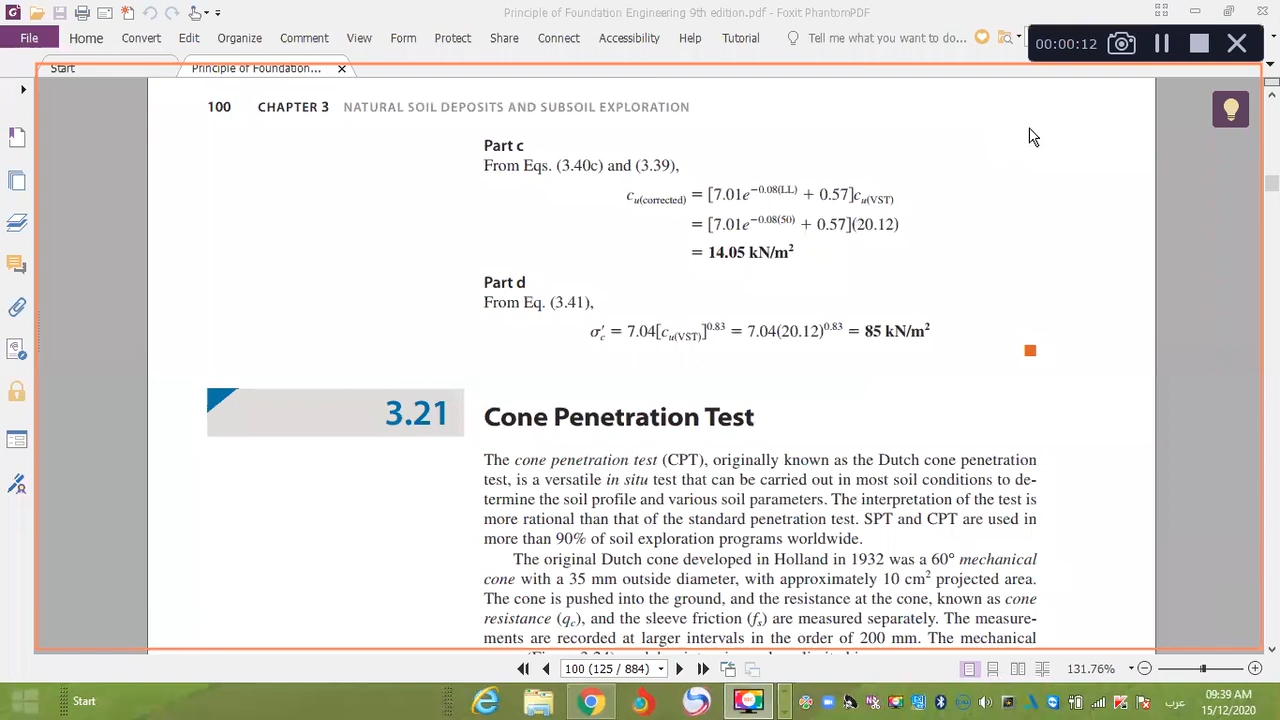 Principle of Foundation Engineering 9th edition.pdf - Foxit PhantomPDF
File Home Convert Edit Organize Comment View Form Protect Share Connect Accessibility Help Tutorial Tell me what you want to do...
00:00:12
Start Principle of Foundation...
100 CHAPTER 3 NATURAL SOIL DEPOSITS AND SUBSOIL EXPLORATION
Part c
From Eqs. (3.40c) and (3.39),
c_u(corrected) = [7.01e^−0.08(LL) + 0.57]c_u(VST)
= [7.01e^−0.08(50) + 0.57](20.12)
= 14.05 kN/m²
Part d
From Eq. (3.41),
σ′_c = 7.04[c_u(VST)]^0.83 = 7.04(20.12)^0.83 = 85 kN/m²
3.21 Cone Penetration Test
The cone penetration test (CPT), originally known as the Dutch cone penetration
test, is a versatile in situ test that can be carried out in most soil conditions to de-
termine the soil profile and various soil parameters. The interpretation of the test is
more rational than that of the standard penetration test. SPT and CPT are used in
more than 90% of soil exploration programs worldwide.
The original Dutch cone developed in Holland in 1932 was a 60° mechanical
cone with a 35 mm outside diameter, with approximately 10 cm² projected area.
The cone is pushed into the ground, and the resistance at the cone, known as cone
resistance (q_c), and the sleeve friction (f_s) are measured separately. The measure-
ments are recorded at larger intervals in the order of 200 mm. The mechanical
100 (125 / 884) 131.76%
Start
09:39 AM
عرب
15/12/2020